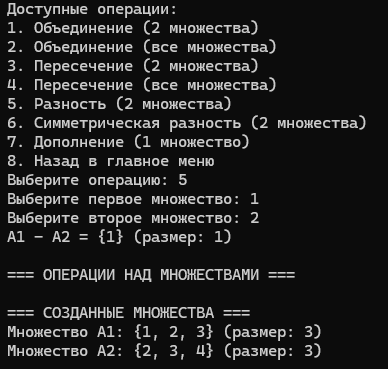 Доступные операции:
1. Объединение (2 множества)
2. Объединение (все множества)
3. Пересечение (2 множества)
4. Пересечение (все множества)
5. Разность (2 множества)
6. Симметрическая разность (2 множества)
7. Дополнение (1 множество)
8. Назад в главное меню
Выберите операцию: 5
Выберите первое множество: 1
Выберите второе множество: 2
A1 - A2 = {1} (размер: 1)

=== ОПЕРАЦИИ НАД МНОЖЕСТВАМИ ===

=== СОЗДАННЫЕ МНОЖЕСТВА ===
Множество A1: {1, 2, 3} (размер: 3)
Множество A2: {2, 3, 4} (размер: 3)